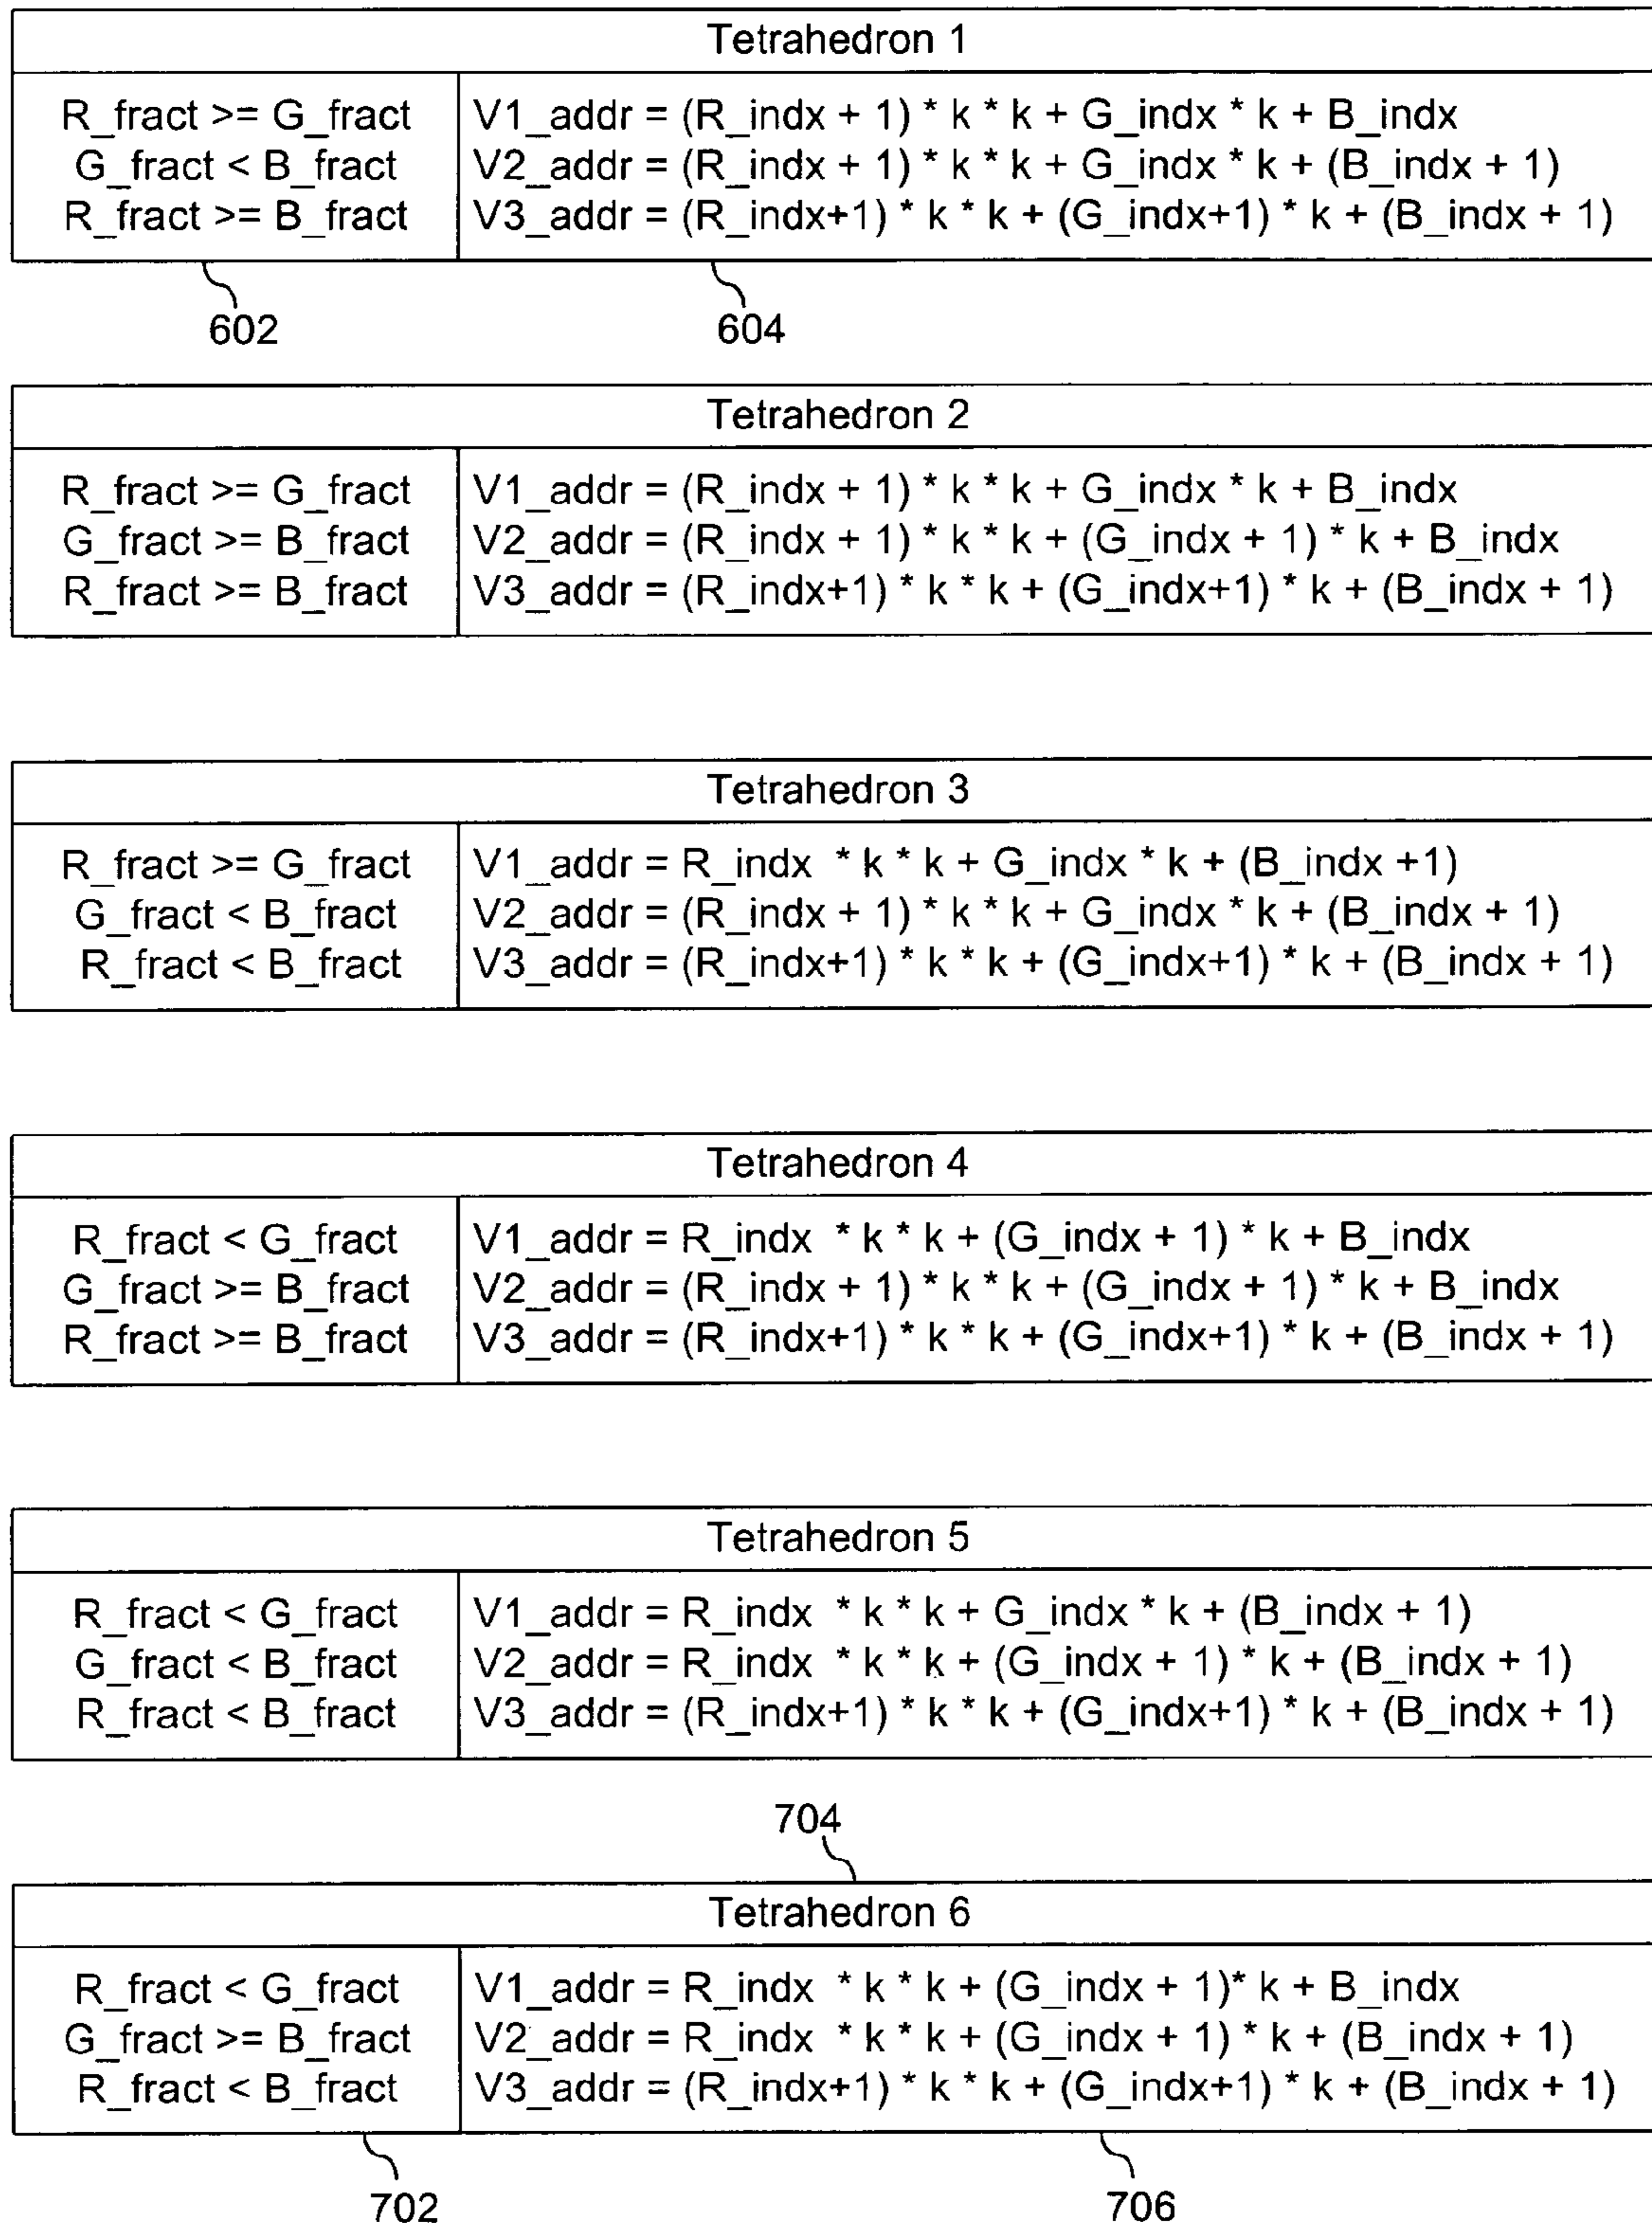 Tetrahedron 1
R_fract >= G_fract V1_addr = (R_indx + 1) * k * k + G_indx * k + B_indx
G_fract < B_fract V2_addr = (R_indx + 1) * k * k + G_indx * k + (B_indx + 1)
R_fract >= B_fract V3_addr = (R_indx+1) * k * k + (G_indx+1) * k + (B_indx + 1)
602 604
Tetrahedron 2
R_fract >= G_fract V1_addr = (R_indx + 1) * k * k + G_indx * k + B_indx
G_fract >= B_fract V2_addr = (R_indx + 1) * k * k + (G_indx + 1) * k + B_indx
R_fract >= B_fract V3_addr = (R_indx+1) * k * k + (G_indx+1) * k + (B_indx + 1)
Tetrahedron 3
R_fract >= G_fract V1_addr = R_indx * k * k + G_indx * k + (B_indx +1)
G_fract < B_fract V2_addr = (R_indx + 1) * k * k + G_indx * k + (B_indx + 1)
R_fract < B_fract V3_addr = (R_indx+1) * k * k + (G_indx+1) * k + (B_indx + 1)
Tetrahedron 4
R_fract < G_fract V1_addr = R_indx * k * k + (G_indx + 1) * k + B_indx
G_fract >= B_fract V2_addr = (R_indx + 1) * k * k + (G_indx + 1) * k + B_indx
R_fract >= B_fract V3_addr = (R_indx+1) * k * k + (G_indx+1) * k + (B_indx + 1)
Tetrahedron 5
R_fract < G_fract V1_addr = R_indx * k * k + G_indx * k + (B_indx + 1)
G_fract < B_fract V2_addr = R_indx * k * k + (G_indx + 1) * k + (B_indx + 1)
R_fract < B_fract V3_addr = (R_indx+1) * k * k + (G_indx+1) * k + (B_indx + 1)
704
Tetrahedron 6
R_fract < G_fract V1_addr = R_indx * k * k + (G_indx + 1)* k + B_indx
G_fract >= B_fract V2_addr = R_indx * k * k + (G_indx + 1) * k + (B_indx + 1)
R_fract < B_fract V3_addr = (R_indx+1) * k * k + (G_indx+1) * k + (B_indx + 1)
702 706